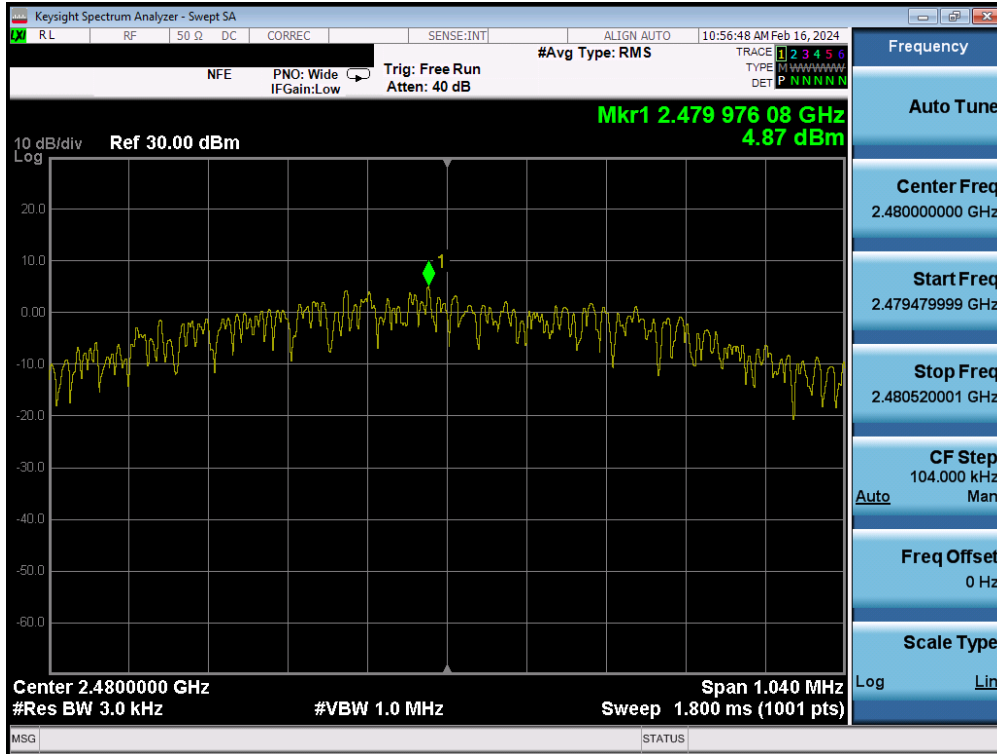 Keysight Spectrum Analyzer - Swept SA
LXI RL RF 50 Ω DC CORREC SENSE:INT ALIGN AUTO 10:56:48 AM Feb 16, 2024
#Avg Type: RMS TRACE 1 2 3 4 5 6
NFE PNO: Wide Trig: Free Run TYPE M WWWWW
IFGain:Low Atten: 40 dB DET P N N N N N
Mkr1 2.479 976 08 GHz
4.87 dBm
10 dB/div Ref 30.00 dBm
Log
20.0
10.0
1
0.00
-10.0
-20.0
-30.0
-40.0
-50.0
-60.0
Center 2.4800000 GHz Span 1.040 MHz
#Res BW 3.0 kHz #VBW 1.0 MHz Sweep 1.800 ms (1001 pts)
MSG STATUS
Frequency
Auto Tune
Center Freq
2.480000000 GHz
Start Freq
2.479479999 GHz
Stop Freq
2.480520001 GHz
CF Step
104.000 kHz
Auto Man
Freq Offset
0 Hz
Scale Type
Log Lin